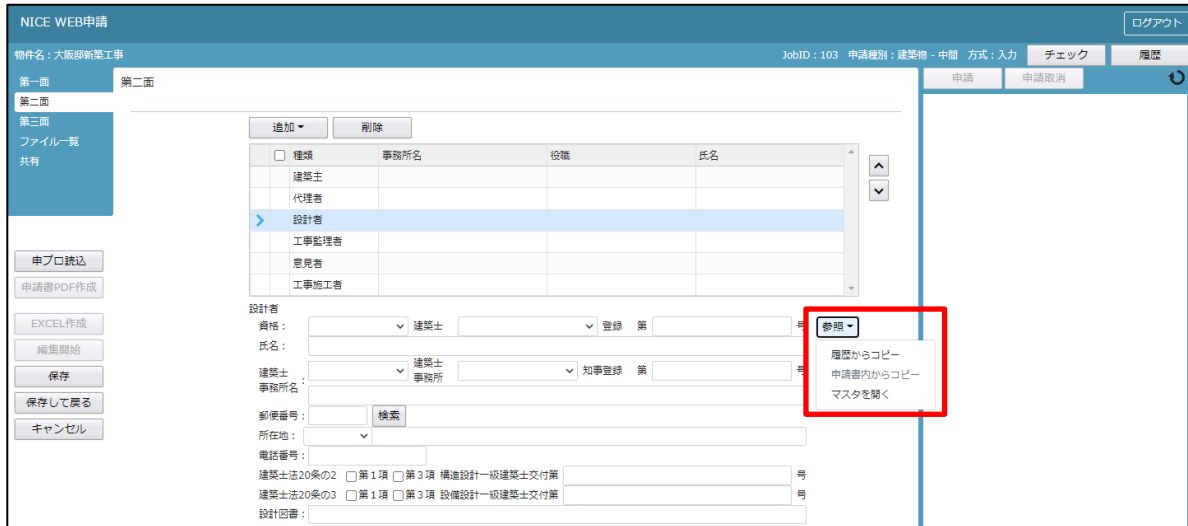 NICE WEB申請 ログアウト
物件名：大阪邸新築工事 JobID：103 申請種別：建築物 - 中間 方式：入力 チェック 履歴
第一面
第二面
第三面
ファイル一覧
共有
申プロ読込
申請書PDF作成
EXCEL作成
編集開始
保存
保存して戻る
キャンセル
第二面
追加 削除
種類 事務所名 役職 氏名
建築主
代理者
設計者
工事監理者
意見者
工事施工者
設計者
資格： 建築士 登録 第 号 参照
氏名：
建築士事務所名： 建築士事務所 知事登録 第 号
郵便番号： 検索
所在地：
電話番号：
建築士法20条の2 第１項 第３項 構造設計一級建築士交付第 号
建築士法20条の3 第１項 第３項 設備設計一級建築士交付第 号
設計図書：
履歴からコピー
申請書内からコピー
マスタを開く
申請 申請取消